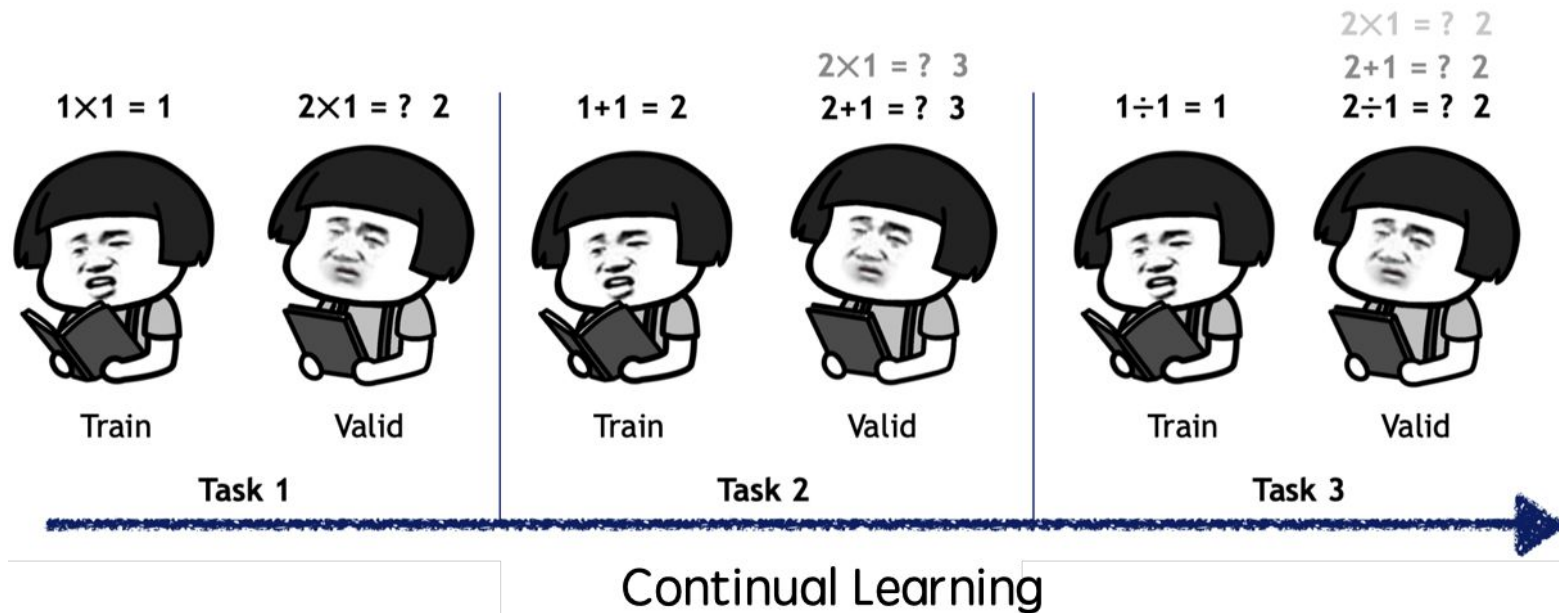 1×1 = 1
2×1 = ? 2
Train
Valid
Task 1
1+1 = 2
2×1 = ? 3
2+1 = ? 3
Train
Valid
Task 2
1÷1 = 1
2×1 = ? 2
2+1 = ? 2
2÷1 = ? 2
Train
Valid
Task 3
Continual Learning